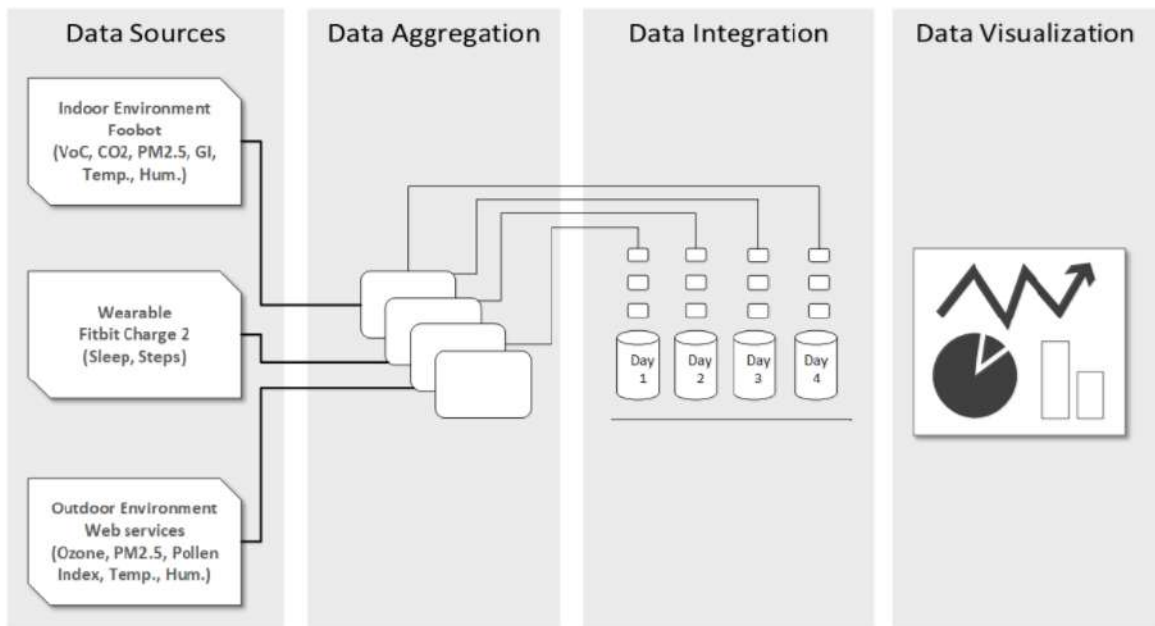 Data Sources
Data Aggregation
Data Integration
Data Visualization
Indoor Environment
Foobot
(VoC, CO2, PM2.5, GI,
Temp., Hum.)
Wearable
Fitbit Charge 2
(Sleep, Steps)
Outdoor Environment
Web services
(Ozone, PM2.5, Pollen
Index, Temp., Hum.)
Day
1
Day
2
Day
3
Day
4